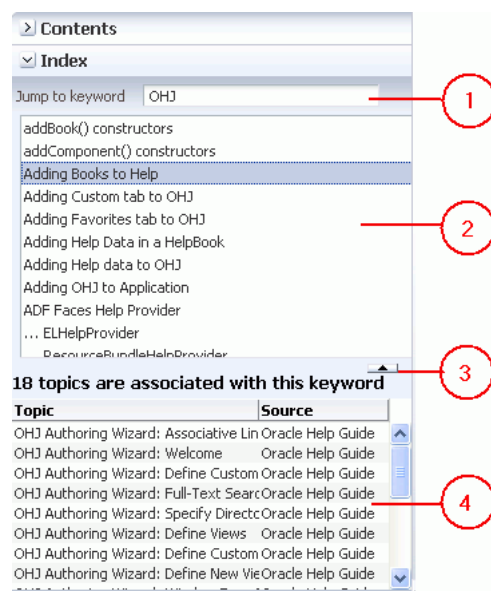 Contents
Index
Jump to keyword OHJ
1
addBook() constructors
addComponent() constructors
Adding Books to Help
Adding Custom tab to OHJ
Adding Favorites tab to OHJ
2
Adding Help Data in a HelpBook
Adding Help data to OHJ
Adding OHJ to Application
ADF Faces Help Provider
... ELHelpProvider
ResourceBundleHelpProvider
3
18 topics are associated with this keyword
Topic Source
OHJ Authoring Wizard: Associative Lin Oracle Help Guide
OHJ Authoring Wizard: Welcome Oracle Help Guide
OHJ Authoring Wizard: Define Custom Oracle Help Guide
OHJ Authoring Wizard: Full-Text Searc Oracle Help Guide
4
OHJ Authoring Wizard: Specify Directc Oracle Help Guide
OHJ Authoring Wizard: Define Views Oracle Help Guide
OHJ Authoring Wizard: Define Custom Oracle Help Guide
OHJ Authoring Wizard: Define New Vie Oracle Help Guide